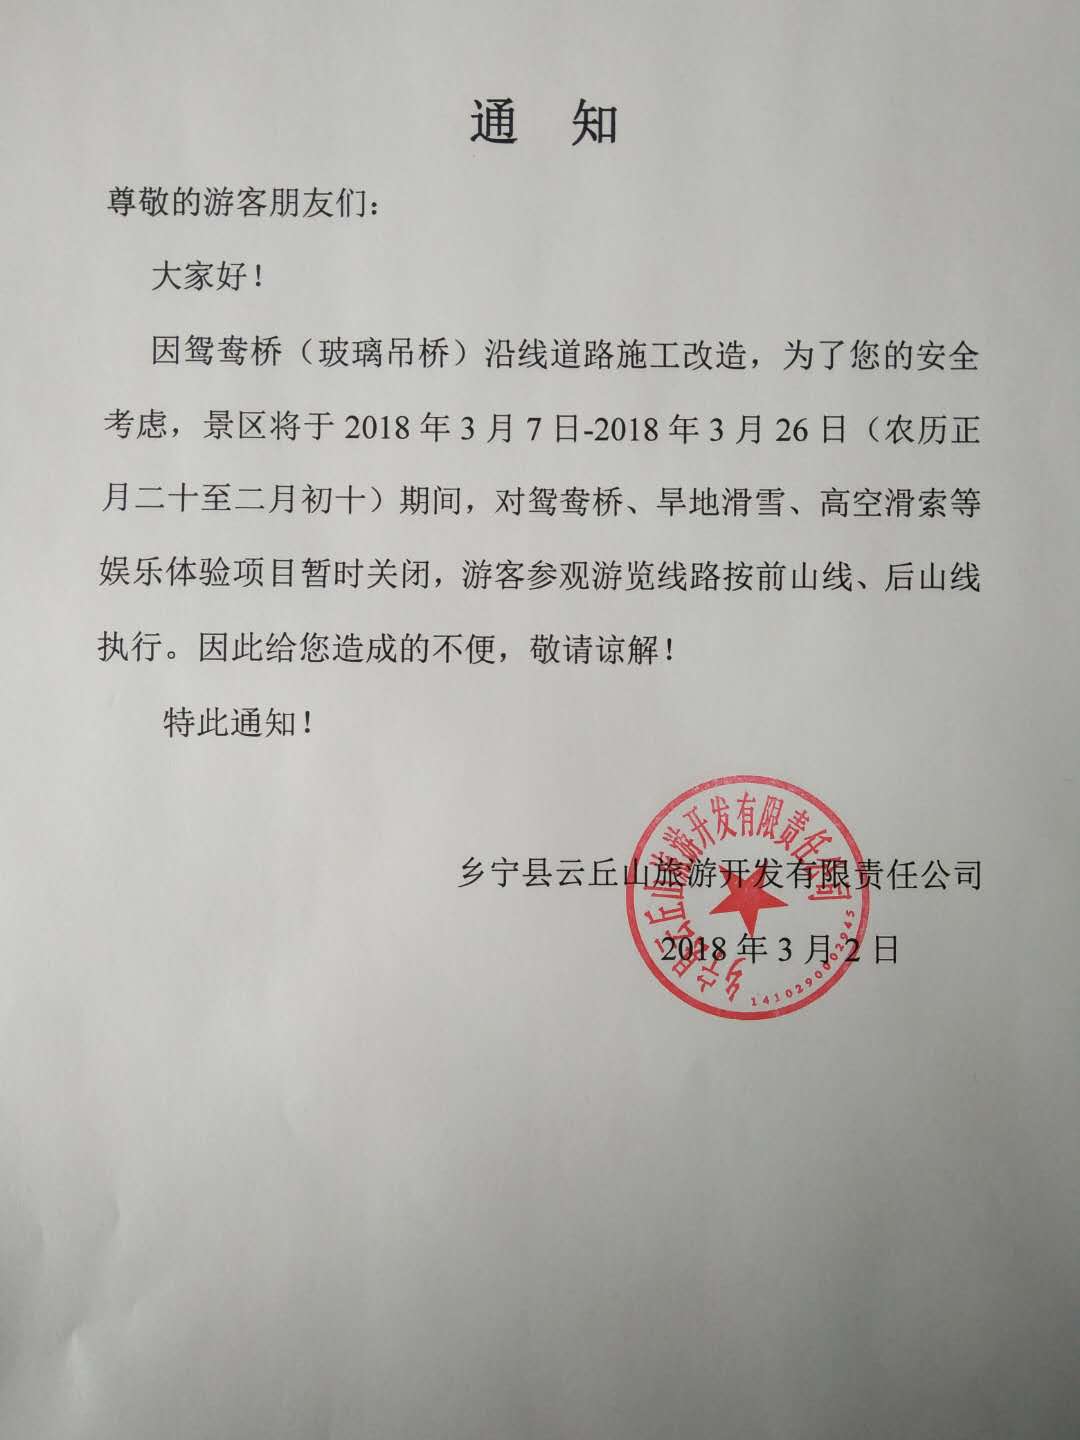 通 知
尊敬的游客朋友们：
大家好！
因鸳鸯桥（玻璃吊桥）沿线道路施工改造，为了您的安全
考虑，景区将于 2018 年 3 月 7 日-2018 年 3 月 26 日（农历正
月二十至二月初十）期间，对鸳鸯桥、旱地滑雪、高空滑索等
娱乐体验项目暂时关闭，游客参观游览线路按前山线、后山线
执行。因此给您造成的不便，敬请谅解！
特此通知！
乡宁县云丘山旅游开发有限责任公司
2018 年 3 月 2 日
乡宁县云丘山旅游开发有限责任公司
1410290002945